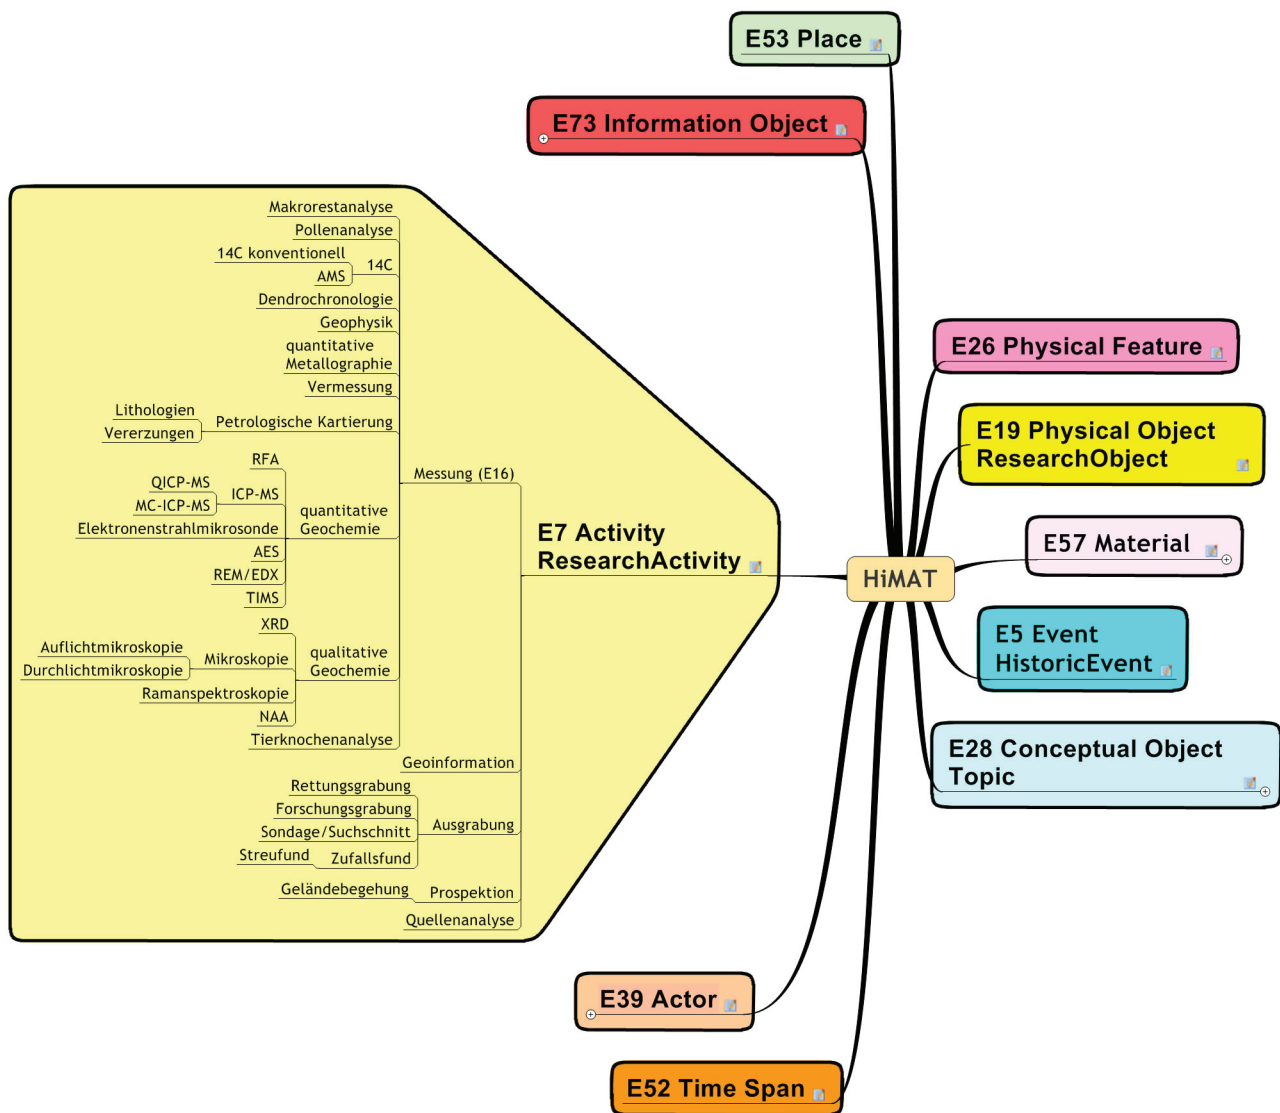 E53 Place
E73 Information Object
Makrorestanalyse
Pollenanalyse
14C konventionell
AMS
14C
Dendrochronologie
Geophysik
quantitative
Metallographie
Vermessung
Lithologien
Vererzungen
Petrologische Kartierung
RFA
QICP-MS
MC-ICP-MS
ICP-MS
Elektronenstrahlmikrosonde
AES
REM/EDX
TIMS
quantitative
Geochemie
XRD
Auflichtmikroskopie
Durchlichtmikroskopie
Mikroskopie
Ramanspektroskopie
NAA
qualitative
Geochemie
Tierknochenanalyse
Messung (E16)
Geoinformation
Rettungsgrabung
Forschungsgrabung
Sondage/Suchschnitt
Streufund
Zufallsfund
Ausgrabung
Geländebegehung
Prospektion
Quellenanalyse
E7 Activity
ResearchActivity
HiMAT
E26 Physical Feature
E19 Physical Object
ResearchObject
E57 Material
E5 Event
HistoricEvent
E28 Conceptual Object
Topic
E39 Actor
E52 Time Span